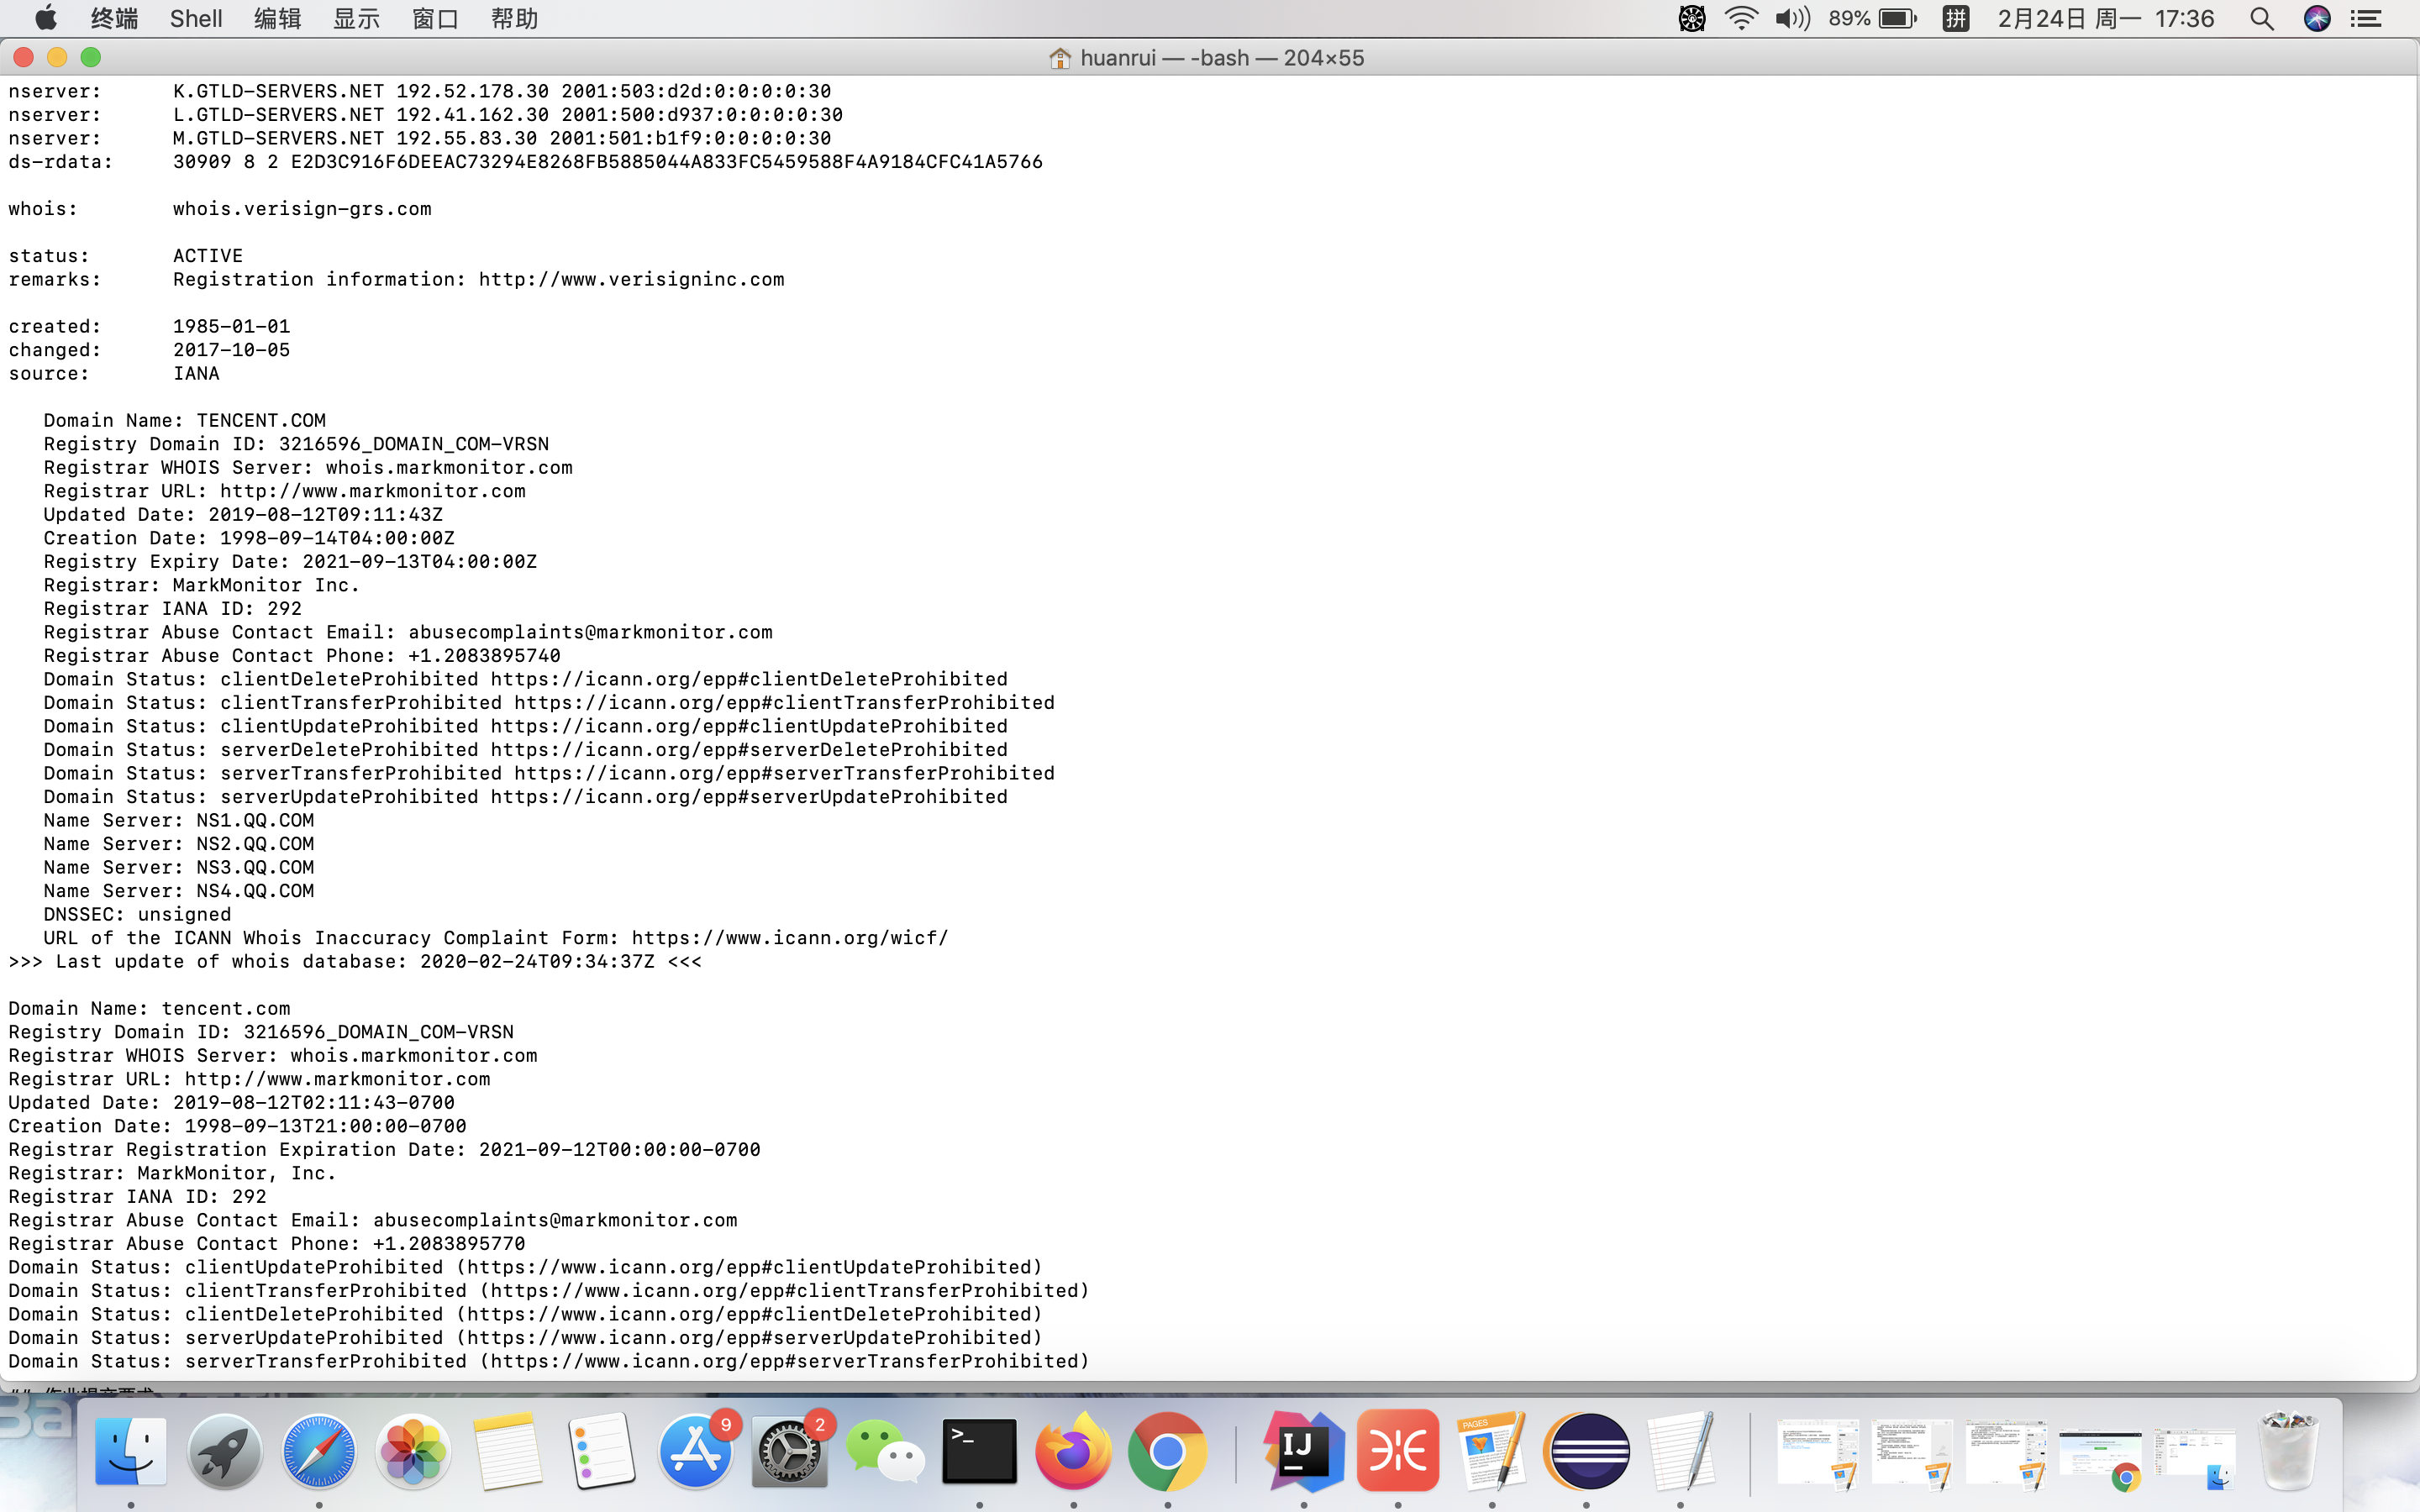 终端 Shell 编辑 显示 窗口 帮助 89% 拼 2月24日 周一 17:36
huanrui — -bash — 204×55
nserver: K.GTLD-SERVERS.NET 192.52.178.30 2001:503:d2d:0:0:0:0:30
nserver: L.GTLD-SERVERS.NET 192.41.162.30 2001:500:d937:0:0:0:0:30
nserver: M.GTLD-SERVERS.NET 192.55.83.30 2001:501:b1f9:0:0:0:0:30
ds-rdata: 30909 8 2 E2D3C916F6DEEAC73294E8268FB5885044A833FC5459588F4A9184CFC41A5766
whois: whois.verisign-grs.com
status: ACTIVE
remarks: Registration information: http://www.verisigninc.com
created: 1985-01-01
changed: 2017-10-05
source: IANA
Domain Name: TENCENT.COM
Registry Domain ID: 3216596_DOMAIN_COM-VRSN
Registrar WHOIS Server: whois.markmonitor.com
Registrar URL: http://www.markmonitor.com
Updated Date: 2019-08-12T09:11:43Z
Creation Date: 1998-09-14T04:00:00Z
Registry Expiry Date: 2021-09-13T04:00:00Z
Registrar: MarkMonitor Inc.
Registrar IANA ID: 292
Registrar Abuse Contact Email: abusecomplaints@markmonitor.com
Registrar Abuse Contact Phone: +1.2083895740
Domain Status: clientDeleteProhibited https://icann.org/epp#clientDeleteProhibited
Domain Status: clientTransferProhibited https://icann.org/epp#clientTransferProhibited
Domain Status: clientUpdateProhibited https://icann.org/epp#clientUpdateProhibited
Domain Status: serverDeleteProhibited https://icann.org/epp#serverDeleteProhibited
Domain Status: serverTransferProhibited https://icann.org/epp#serverTransferProhibited
Domain Status: serverUpdateProhibited https://icann.org/epp#serverUpdateProhibited
Name Server: NS1.QQ.COM
Name Server: NS2.QQ.COM
Name Server: NS3.QQ.COM
Name Server: NS4.QQ.COM
DNSSEC: unsigned
URL of the ICANN Whois Inaccuracy Complaint Form: https://www.icann.org/wicf/
>>> Last update of whois database: 2020-02-24T09:34:37Z <<<
Domain Name: tencent.com
Registry Domain ID: 3216596_DOMAIN_COM-VRSN
Registrar WHOIS Server: whois.markmonitor.com
Registrar URL: http://www.markmonitor.com
Updated Date: 2019-08-12T02:11:43-0700
Creation Date: 1998-09-13T21:00:00-0700
Registrar Registration Expiration Date: 2021-09-12T00:00:00-0700
Registrar: MarkMonitor, Inc.
Registrar IANA ID: 292
Registrar Abuse Contact Email: abusecomplaints@markmonitor.com
Registrar Abuse Contact Phone: +1.2083895770
Domain Status: clientUpdateProhibited (https://www.icann.org/epp#clientUpdateProhibited)
Domain Status: clientTransferProhibited (https://www.icann.org/epp#clientTransferProhibited)
Domain Status: clientDeleteProhibited (https://www.icann.org/epp#clientDeleteProhibited)
Domain Status: serverUpdateProhibited (https://www.icann.org/epp#serverUpdateProhibited)
Domain Status: serverTransferProhibited (https://www.icann.org/epp#serverTransferProhibited)
9 2 >_ IJ PAGES